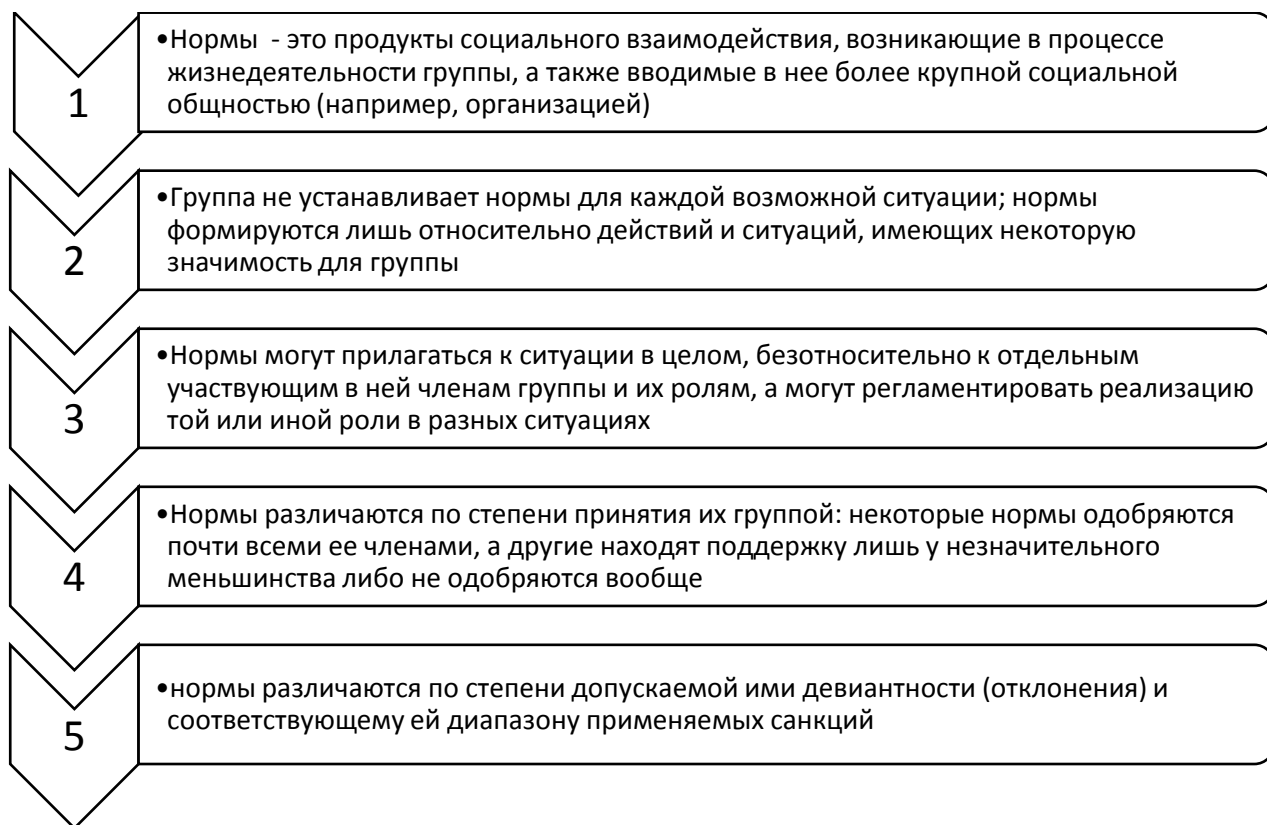 1
•Нормы  - это продукты социального взаимодействия, возникающие в процессе
жизнедеятельности группы, а также вводимые в нее более крупной социальной
общностью (например, организацией)
2
•Группа не устанавливает нормы для каждой возможной ситуации; нормы
формируются лишь относительно действий и ситуаций, имеющих некоторую
значимость для группы
3
•Нормы могут прилагаться к ситуации в целом, безотносительно к отдельным
участвующим в ней членам группы и их ролям, а могут регламентировать реализацию
той или иной роли в разных ситуациях
4
•Нормы различаются по степени принятия их группой: некоторые нормы одобряются
почти всеми ее членами, а другие находят поддержку лишь у незначительного
меньшинства либо не одобряются вообще
5
•нормы различаются по степени допускаемой ими девиантности (отклонения) и
соответствующему ей диапазону применяемых санкций